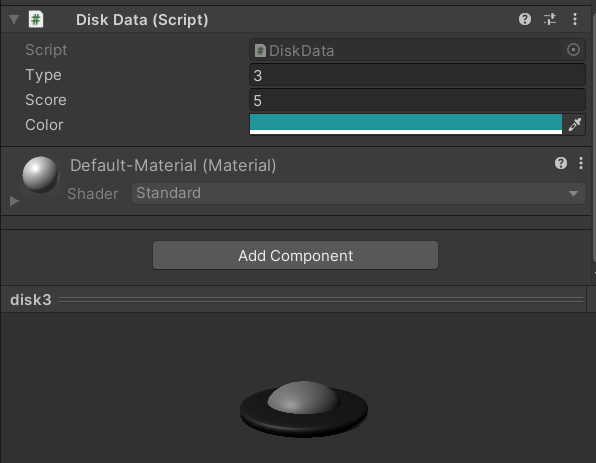 Disk Data (Script)
Script DiskData
Type 3
Score 5
Color
Default-Material (Material)
Shader Standard
Add Component
disk3